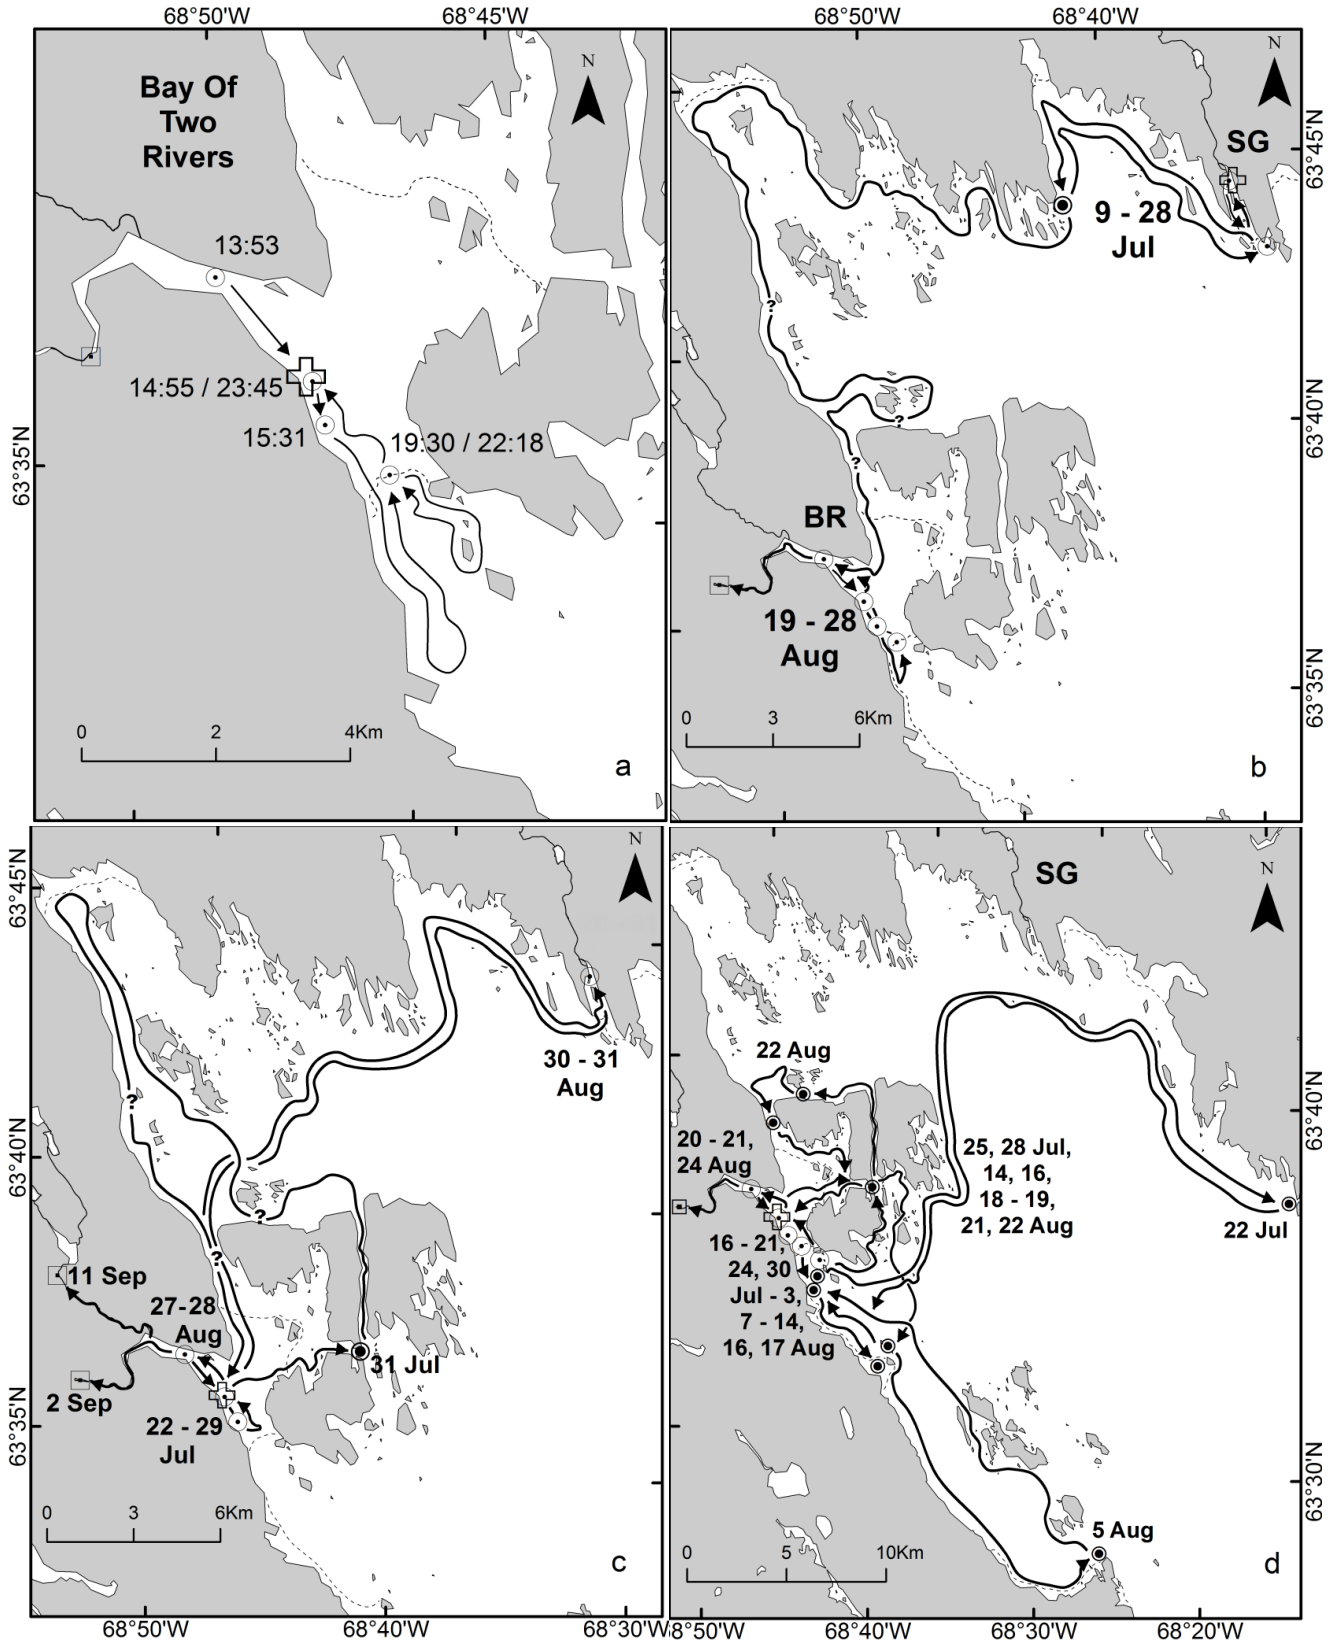 68°50'W
68°45'W
68°50'W
68°40'W
N
Bay Of
Two
Rivers
13:53
14:55 / 23:45
15:31
19:30 / 22:18
63°35'N
0
2
4Km
a
N
SG
63°45'N
9 - 28
Jul
?
?
?
63°40'N
BR
19 - 28
Aug
63°35'N
0
3
6Km
b
N
63°45'N
30 - 31
Aug
?
63°40'N
?
?
11 Sep
27-28
Aug
31 Jul
2 Sep
22 - 29
Jul
63°35'N
0
3
6Km
c
68°50'W
68°40'W
68°30'W
SG
N
22 Aug
63°40'N
20 - 21,
24 Aug
25, 28 Jul,
14, 16,
18 - 19,
21, 22 Aug
22 Jul
16 - 21,
24, 30
Jul - 3,
7 - 14,
16, 17 Aug
63°30'N
5 Aug
0
5
10Km
d
68°50'W
68°40'W
68°30'W
68°20'W